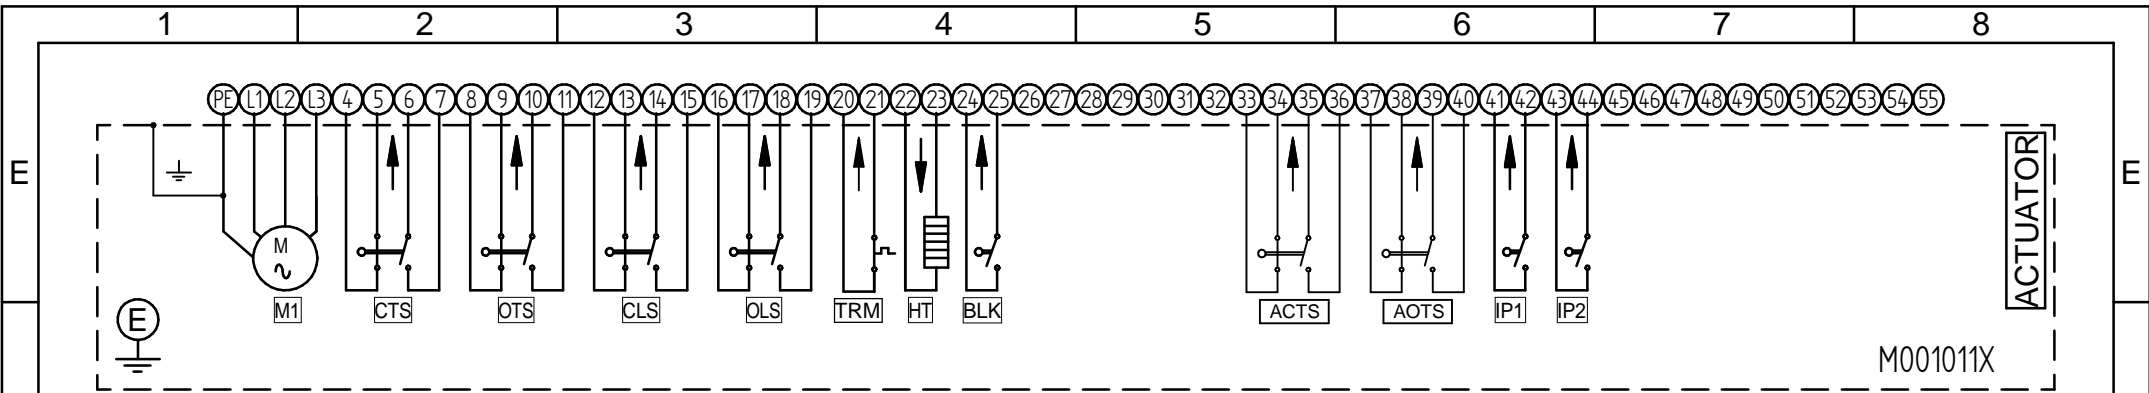 1 2 3 4 5 6 7 8
PE L1 L2 L3 4 5 6 7 8 9 10 11 12 13 14 15 16 17 18 19 20 21 22 23 24 25 26 27 28 29 30 31 32 33 34 35 36 37 38 39 40 41 42 43 44 45 46 47 48 49 50 51 52 53 54 55
E E
ACTUATOR
M
M1 CTS OTS CLS OLS TRM HT BLK ACTS AOTS IP1 IP2
E
M001011X